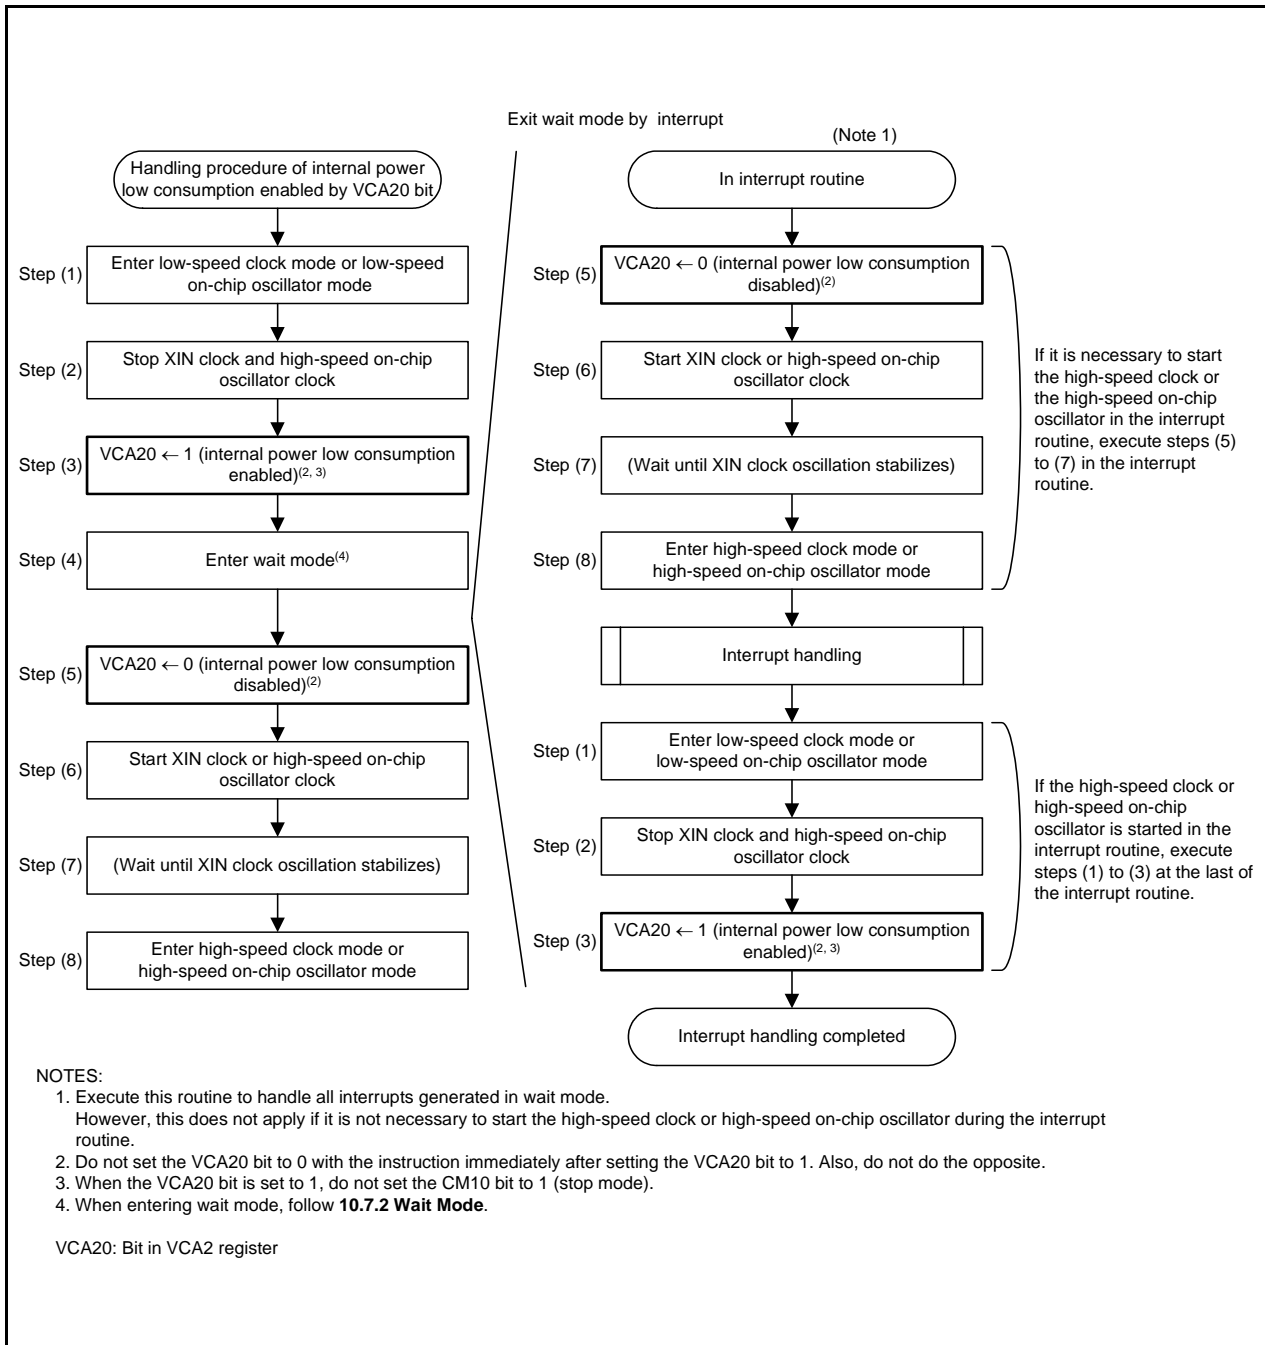 Exit wait mode by interrupt
(Note 1)
Handling procedure of internal power
low consumption enabled by VCA20 bit
Step (1)
Enter low-speed clock mode or low-speed
on-chip oscillator mode
Step (2)
Stop XIN clock and high-speed on-chip
oscillator clock
Step (3)
VCA20 ← 1 (internal power low consumption
enabled)(2, 3)
Step (4)
Enter wait mode(4)
Step (5)
VCA20 ← 0 (internal power low consumption
disabled)(2)
Step (6)
Start XIN clock or high-speed on-chip
oscillator clock
Step (7)
(Wait until XIN clock oscillation stabilizes)
Step (8)
Enter high-speed clock mode or
high-speed on-chip oscillator mode
In interrupt routine
Step (5)
VCA20 ← 0 (internal power low consumption
disabled)(2)
Step (6)
Start XIN clock or high-speed on-chip
oscillator clock
Step (7)
(Wait until XIN clock oscillation stabilizes)
Step (8)
Enter high-speed clock mode or
high-speed on-chip oscillator mode
If it is necessary to start
the high-speed clock or
the high-speed on-chip
oscillator in the interrupt
routine, execute steps (5)
to (7) in the interrupt
routine.
Interrupt handling
Step (1)
Enter low-speed clock mode or
low-speed on-chip oscillator mode
Step (2)
Stop XIN clock and high-speed on-chip
oscillator clock
Step (3)
VCA20 ← 1 (internal power low consumption
enabled)(2, 3)
If the high-speed clock or
high-speed on-chip
oscillator is started in the
interrupt routine, execute
steps (1) to (3) at the last of
the interrupt routine.
Interrupt handling completed
NOTES:
1. Execute this routine to handle all interrupts generated in wait mode.
However, this does not apply if it is not necessary to start the high-speed clock or high-speed on-chip oscillator during the interrupt
routine.
2. Do not set the VCA20 bit to 0 with the instruction immediately after setting the VCA20 bit to 1. Also, do not do the opposite.
3. When the VCA20 bit is set to 1, do not set the CM10 bit to 1 (stop mode).
4. When entering wait mode, follow 10.7.2 Wait Mode.
VCA20: Bit in VCA2 register